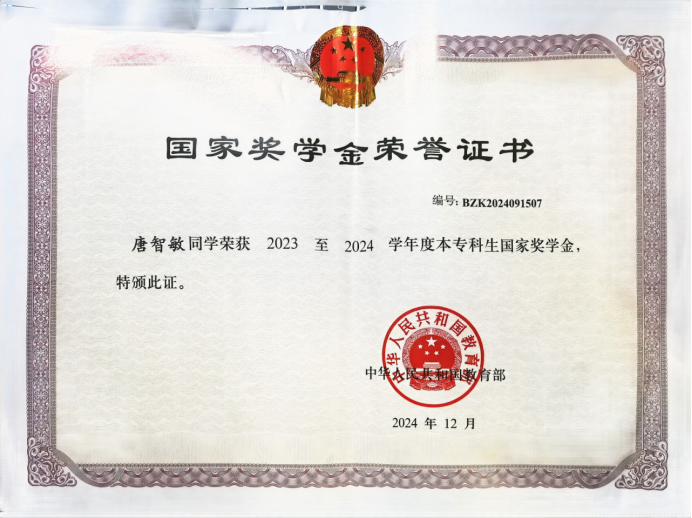 国家奖学金荣誉证书
编号: BZK2024091507
唐智敏同学荣获 2023 至 2024 学年度本专科生国家奖学金,
特颁此证。
中华人民共和国教育部
中华人民共和国教育部
2024 年 12 月